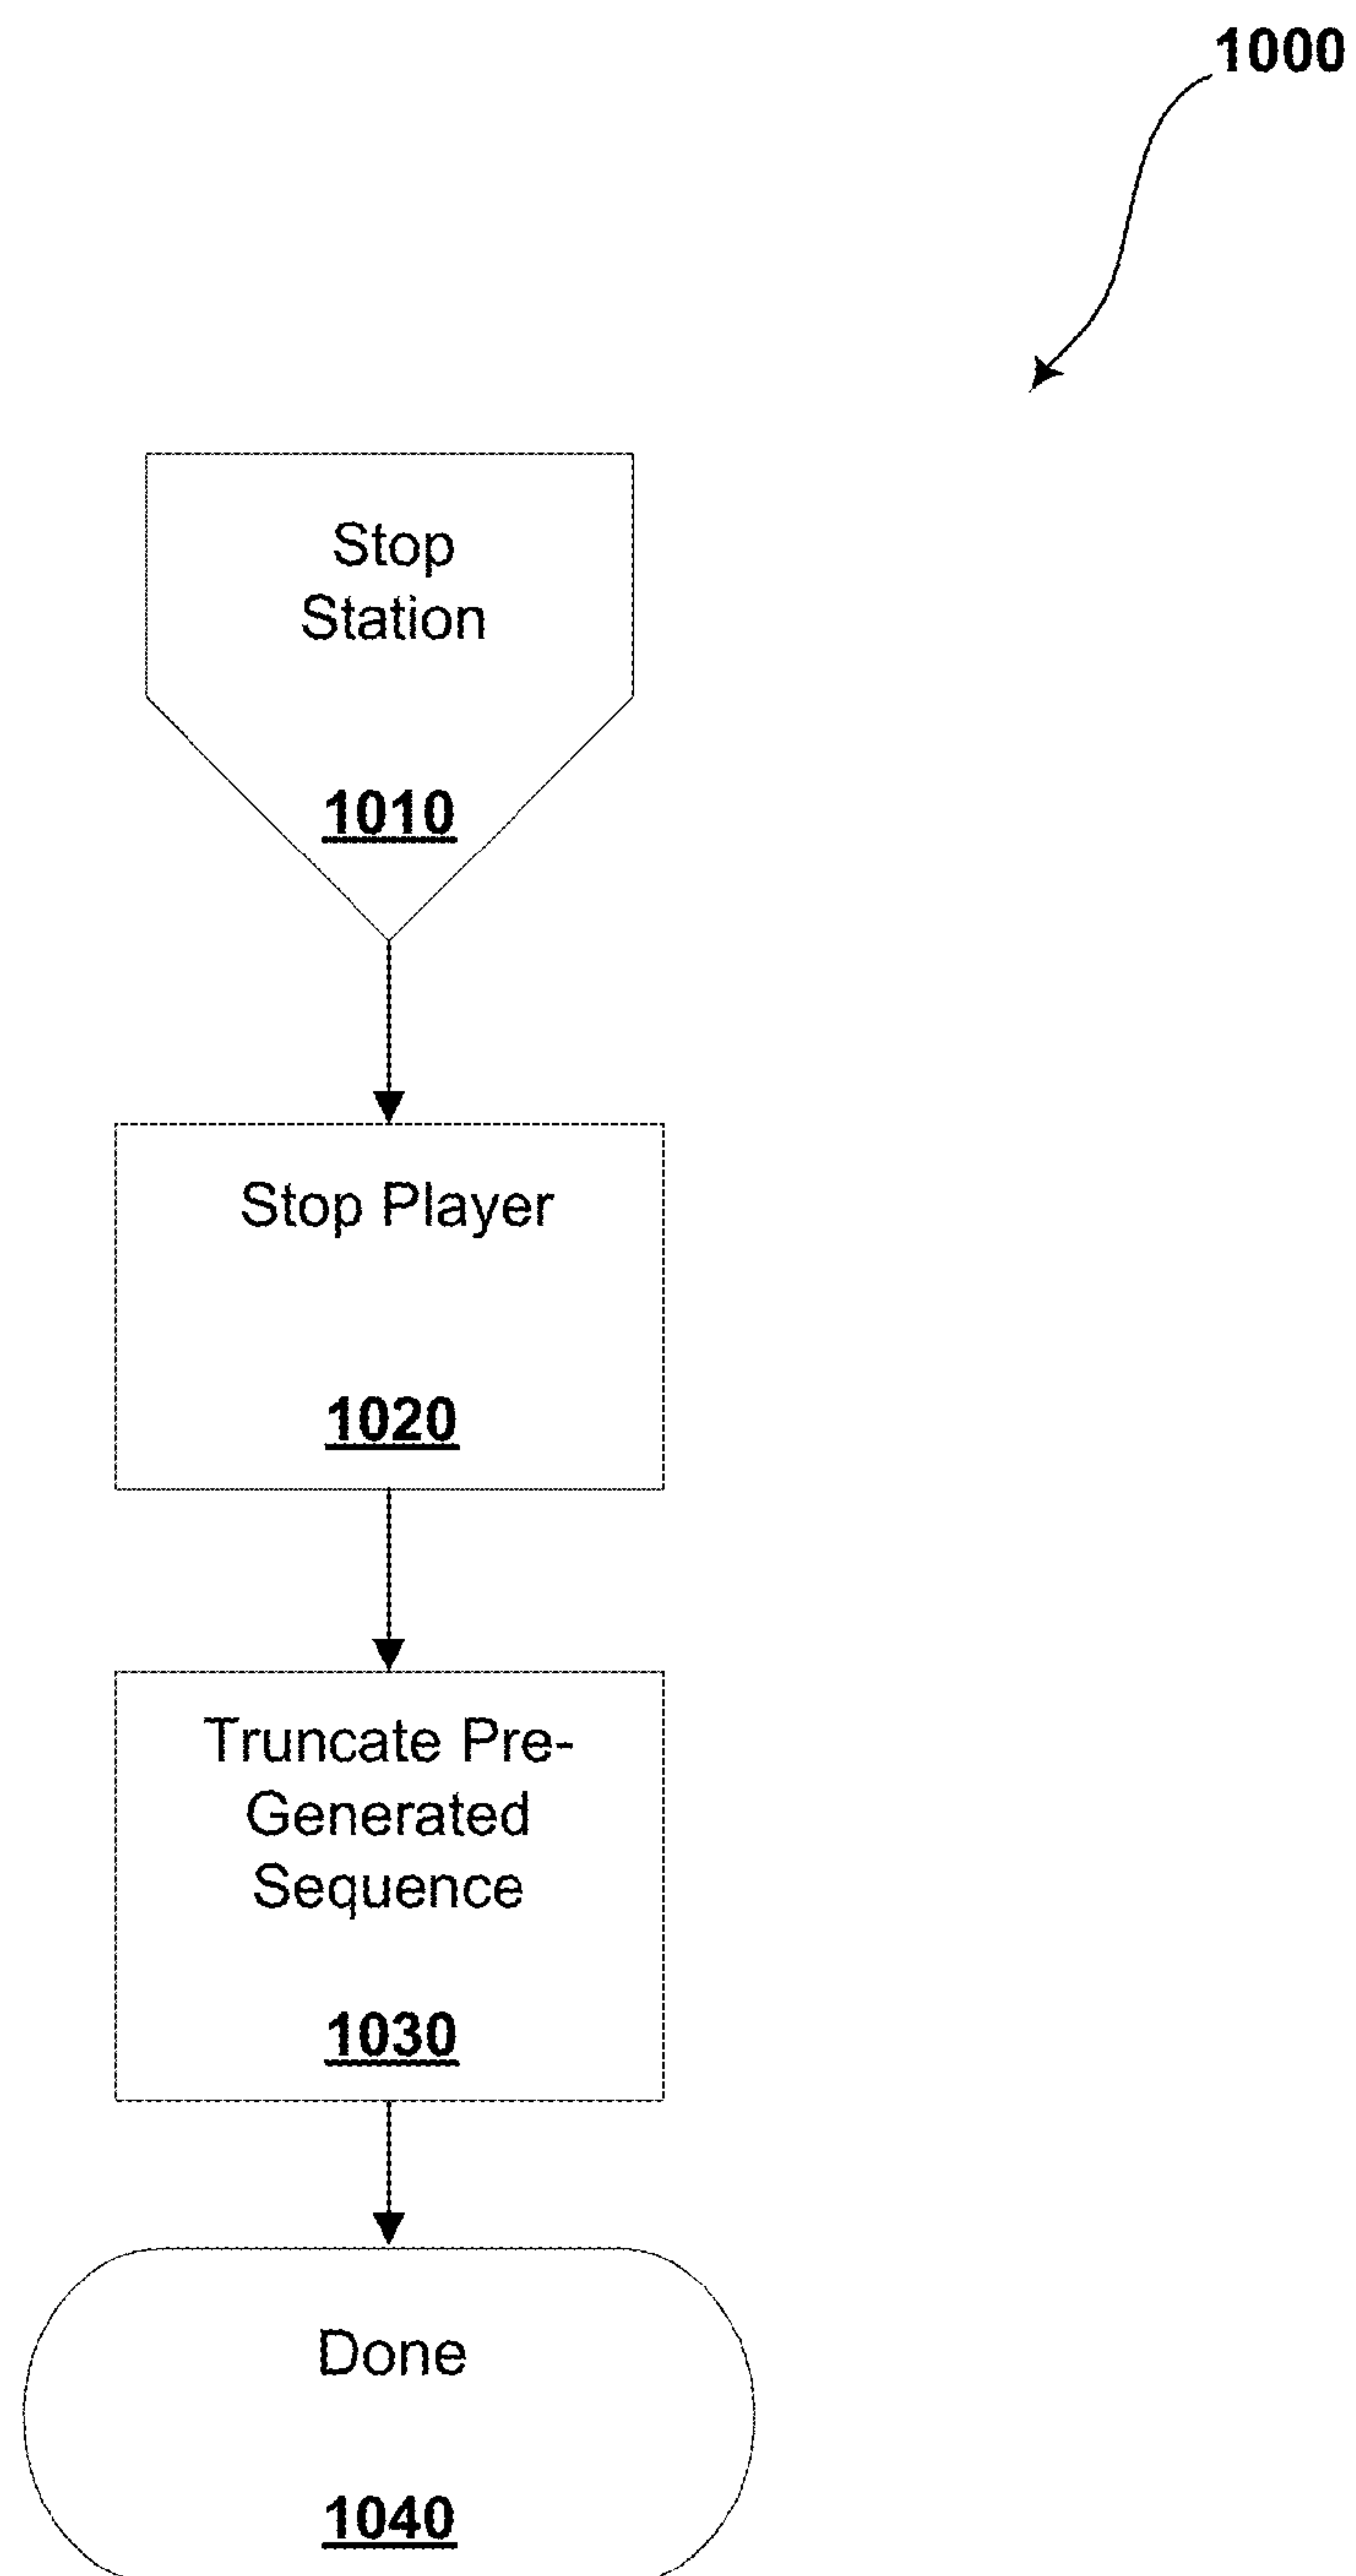 1000
Stop
Station
1010
Stop Player
1020
Truncate Pre-
Generated
Sequence
1030
Done
1040